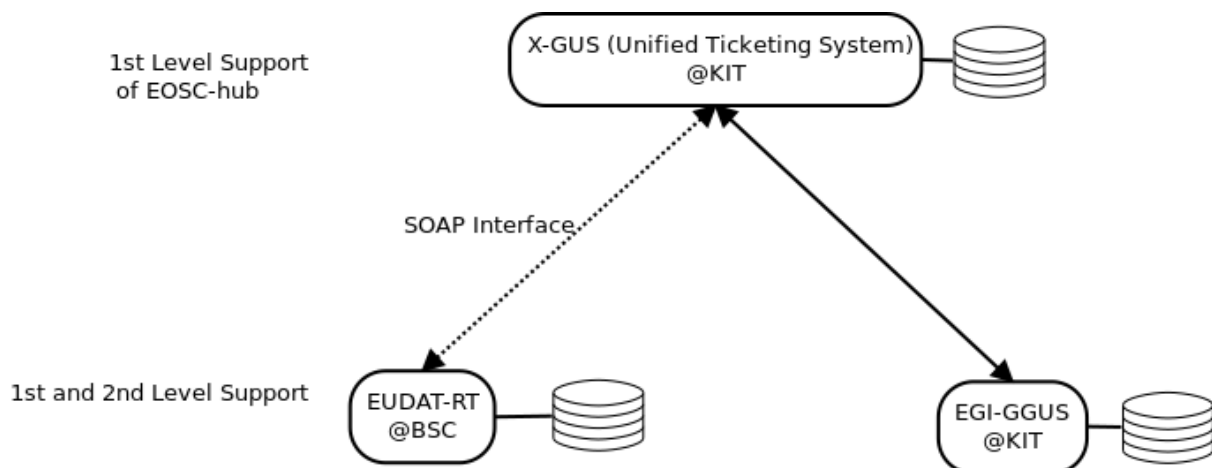 X-GUS (Unified Ticketing System)
@KIT
1st Level Support
of EOSC-hub
SOAP Interface
1st and 2nd Level Support
EUDAT-RT
@BSC
EGI-GGUS
@KIT